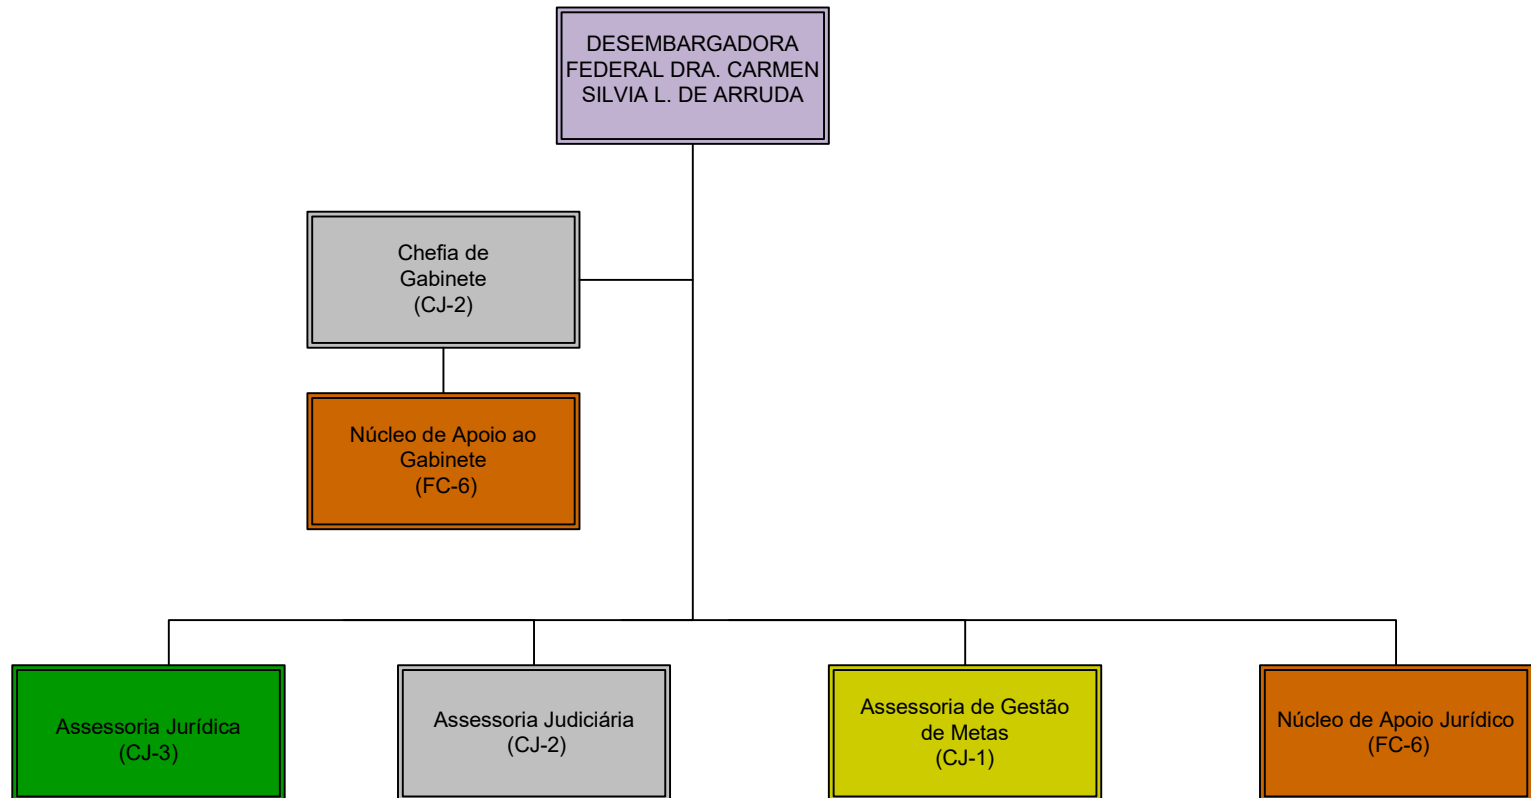 DESEMBARGADORA
FEDERAL DRA. CARMEN
SILVIA L. DE ARRUDA
Chefia de
Gabinete
(CJ-2)
Núcleo de Apoio ao
Gabinete
(FC-6)
Assessoria Jurídica
(CJ-3)
Assessoria Judiciária
(CJ-2)
Assessoria de Gestão
de Metas
(CJ-1)
Núcleo de Apoio Jurídico
(FC-6)